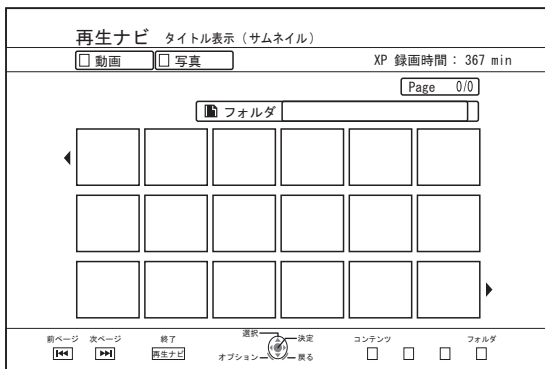 再生ナビ タイトル表示（サムネイル）
動画 写真 XP 録画時間： 367 min
Page 0/0
フォルダ
選択 決定
前ページ 次ページ 終了 コンテンツ フォルダ
再生ナビ
オプション 戻る